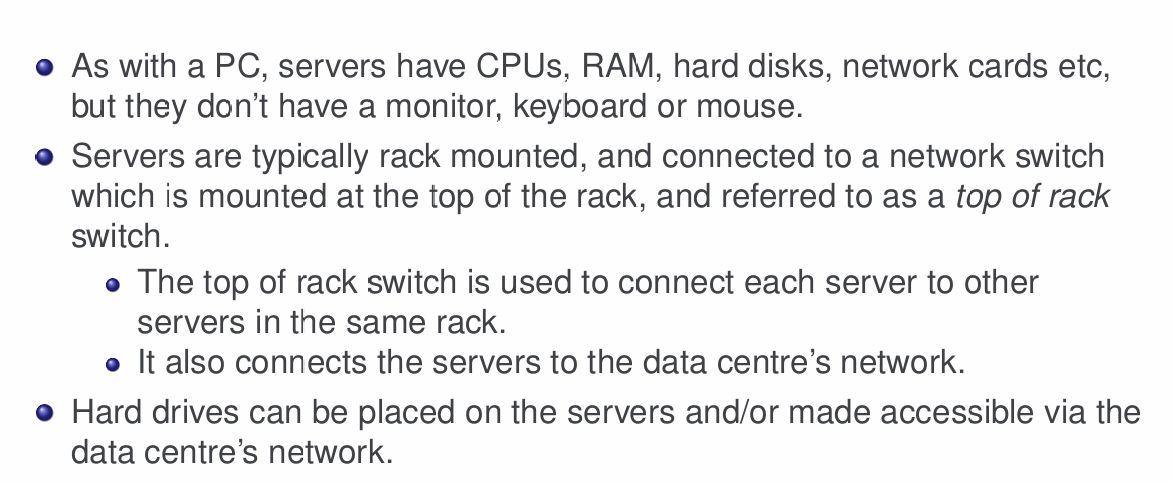 As with a PC, servers have CPUs, RAM, hard disks, network cards etc,
but they don't have a monitor, keyboard or mouse.
Servers are typically rack mounted, and connected to a network switch
which is mounted at the top of the rack, and referred to as a top of rack
switch.
The top of rack switch is used to connect each server to other
servers in the same rack.
It also connects the servers to the data centre's network.
Hard drives can be placed on the servers and/or made accessible via the
data centre's network.